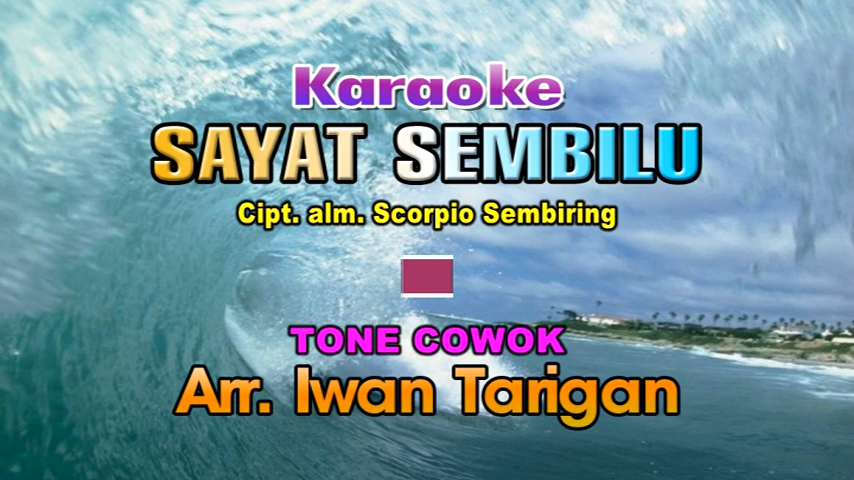 Karaoke
SAYAT SEMBILU
Cipt. alm. Scorpio Sembiring
TONE COWOK
Arr. Iwan Tarigan